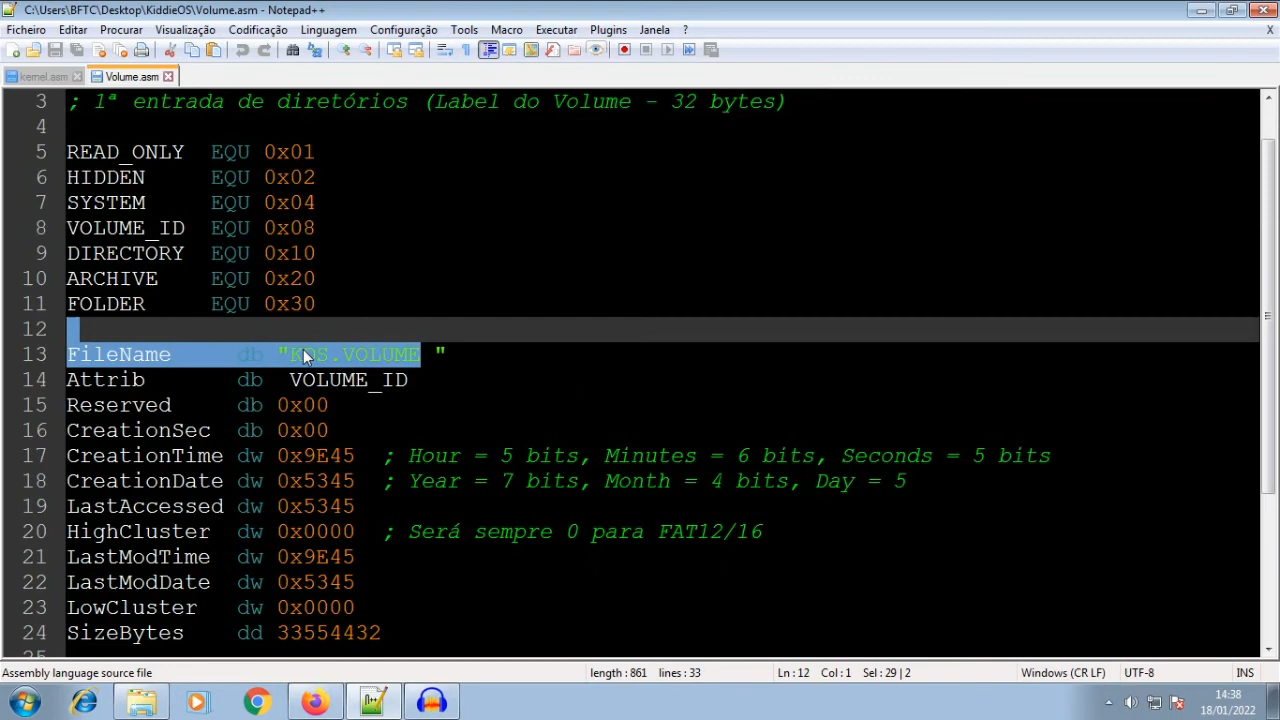 C:\Users\BFTC\Desktop\KiddieOS\Volume.asm - Notepad++
Ficheiro Editar Procurar Visualização Codificação Linguagem Configuração Tools Macro Executar Plugins Janela ? X
kernel.asm Volume.asm
3 ; 1ª entrada de diretórios (Label do Volume - 32 bytes)
4
5 READ_ONLY EQU 0x01
6 HIDDEN EQU 0x02
7 SYSTEM EQU 0x04
8 VOLUME_ID EQU 0x08
9 DIRECTORY EQU 0x10
10 ARCHIVE EQU 0x20
11 FOLDER EQU 0x30
12
13 FileName db "KOS.VOLUME "
14 Attrib db VOLUME_ID
15 Reserved db 0x00
16 CreationSec db 0x00
17 CreationTime dw 0x9E45 ; Hour = 5 bits, Minutes = 6 bits, Seconds = 5 bits
18 CreationDate dw 0x5345 ; Year = 7 bits, Month = 4 bits, Day = 5
19 LastAccessed dw 0x5345
20 HighCluster dw 0x0000 ; Será sempre 0 para FAT12/16
21 LastModTime dw 0x9E45
22 LastModDate dw 0x5345
23 LowCluster dw 0x0000
24 SizeBytes dd 33554432
25
Assembly language source file length : 861 lines : 33 Ln : 12 Col : 1 Sel : 29 | 2 Windows (CR LF) UTF-8 INS
14:38
18/01/2022